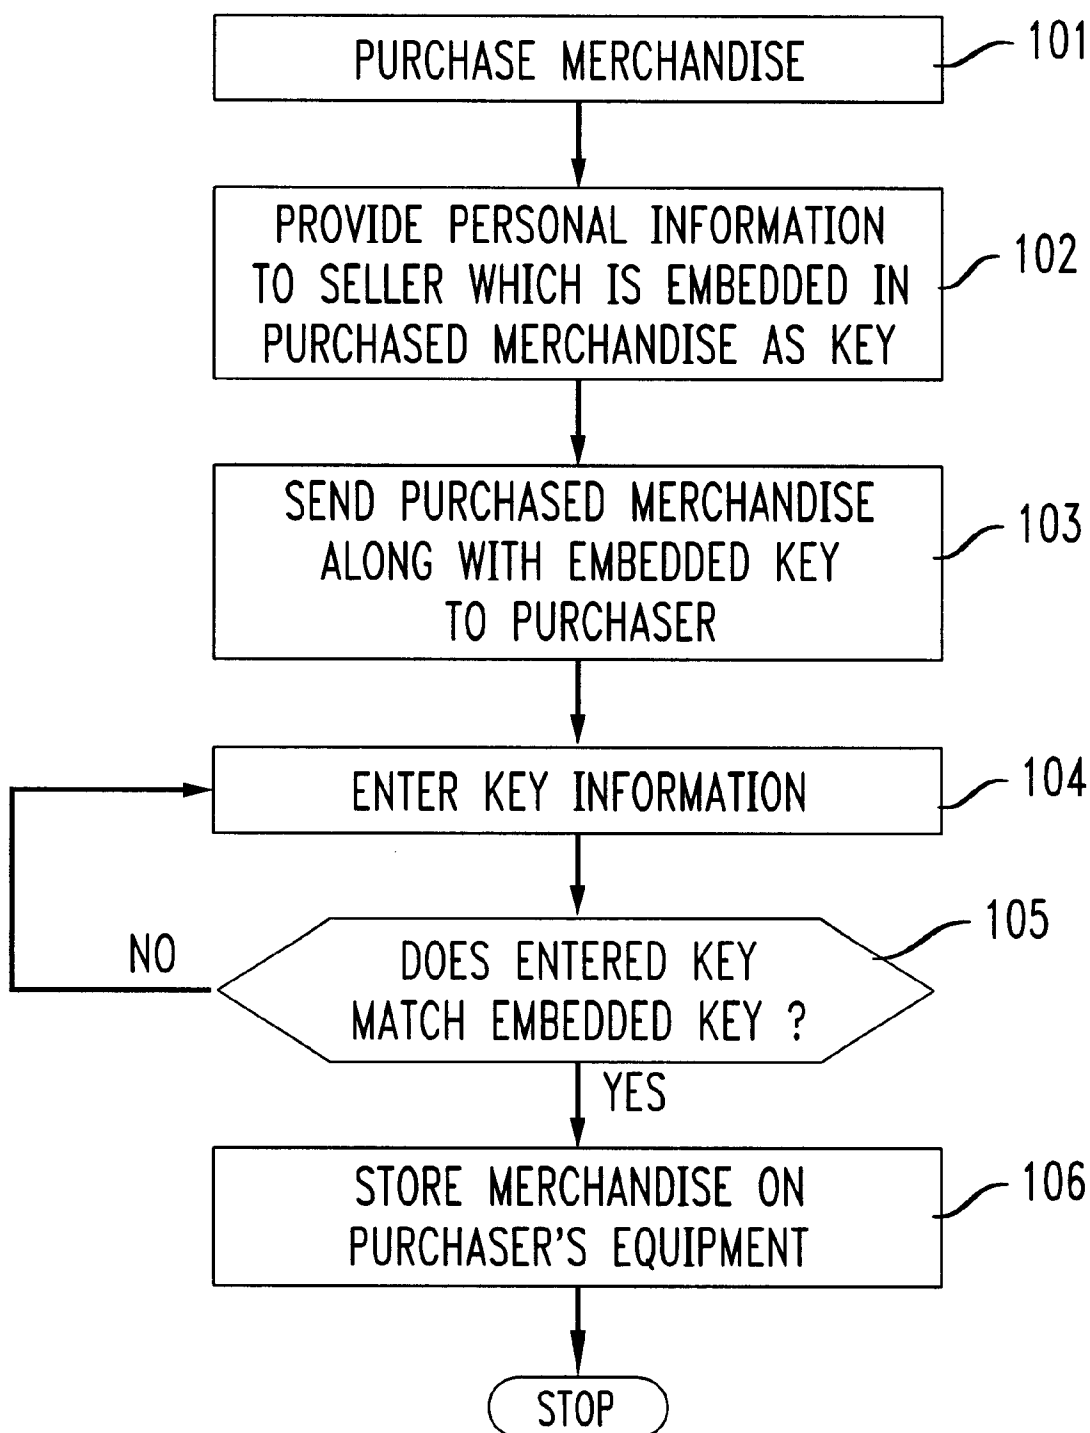 PURCHASE MERCHANDISE
101
PROVIDE PERSONAL INFORMATION
TO SELLER WHICH IS EMBEDDED IN
PURCHASED MERCHANDISE AS KEY
102
SEND PURCHASED MERCHANDISE
ALONG WITH EMBEDDED KEY
TO PURCHASER
103
ENTER KEY INFORMATION
104
DOES ENTERED KEY
MATCH EMBEDDED KEY ?
105
NO
YES
STORE MERCHANDISE ON
PURCHASER'S EQUIPMENT
106
STOP